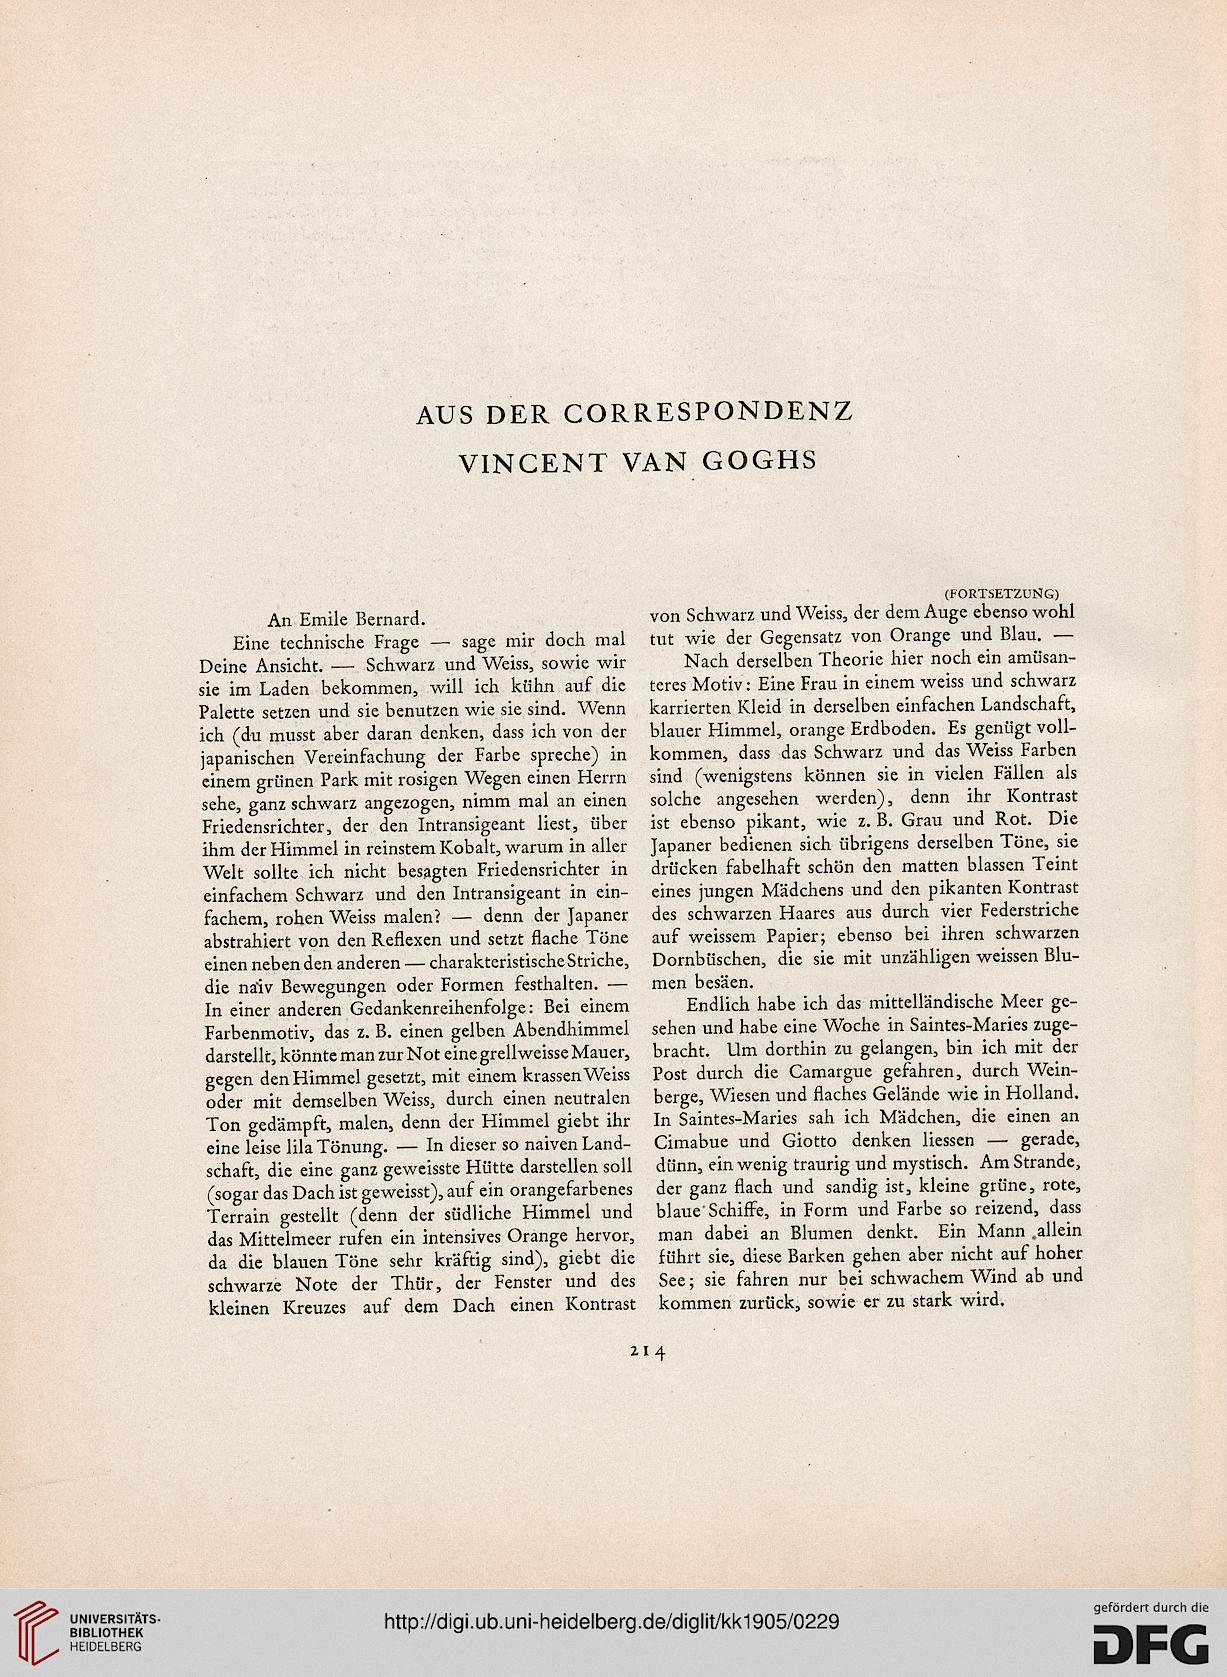 AUS DER CORRESPONDENZ
VINCENT VAN GOGHS
(FORTSETZUNG)
An Emile Bernard.
Eine technische Frage — sage mir doch mal
Deine Ansicht. — Schwarz und Weiss, sowie wir
sie im Laden bekommen, will ich kühn auf die
Palette setzen und sie benutzen wie sie sind. Wenn
ich (du musst aber daran denken, dass ich von der
japanischen Vereinfachung der Farbe spreche) in
einem grünen Park mit rosigen Wegen einen Herrn
sehe, ganz schwarz angezogen, nimm mal an einen
Friedensrichter, der den Intransigeant liest, über
ihm der Himmel in reinstem Kobalt, warum in aller
Welt sollte ich nicht besagten Friedensrichter in
einfachem Schwarz und den Intransigeant in ein-
fachem, rohen Weiss malen? — denn der Japaner
abstrahiert von den Reflexen und setzt flache Töne
einen neben den anderen — charakteristische Striche,
die naiv Bewegungen oder Formen festhalten. —
In einer anderen Gedankenreihenfolge: Bei einem
Farbenmotiv, das z. B. einen gelben Abendhimmel
darstellt, könnte man zur Not eine grellweisse Mauer,
gegen den Himmel gesetzt, mit einem krassen Weiss
oder mit demselben Weiss, durch einen neutralen
Ton gedämpft, malen, denn der Himmel giebt ihr
eine leise lila Tönung. — In dieser so naiven Land-
schaft, die eine ganz geweisste Hütte darstellen soll
(sogar das Dach ist geweisst), auf ein orangefarbenes
Terrain gestellt (denn der südliche Himmel und
das Mittelmeer rufen ein intensives Orange hervor,
da die blauen Töne sehr kräftig sind), giebt die
schwarze Note der Thür, der Fenster und des
kleinen Kreuzes auf dem Dach einen Kontrast
von Schwarz und Weiss, der dem Auge ebenso wohl
tut wie der Gegensatz von Orange und Blau. —
Nach derselben Theorie hier noch ein amüsan-
teres Motiv: Eine Frau in einem weiss und schwarz
karrierten Kleid in derselben einfachen Landschaft,
blauer Himmel, orange Erdboden. Es genügt voll-
kommen, dass das Schwarz und das Weiss Farben
sind (wenigstens können sie in vielen Fällen als
solche angesehen werden), denn ihr Kontrast
ist ebenso pikant, wie z. B. Grau und Rot. Die
Japaner bedienen sich übrigens derselben Töne, sie
drücken fabelhaft schön den matten blassen Teint
eines jungen Mädchens und den pikanten Kontrast
des schwarzen Haares aus durch vier Federstriche
auf weissem Papier; ebenso bei ihren schwarzen
Dornbüschen, die sie mit unzähligen weissen Blu-
men besäen.
Endlich habe ich das mittelländische Meer ge-
sehen und habe eine Woche in Saintes-Maries zuge-
bracht. Um dorthin zu gelangen, bin ich mit der
Post durch die Camargue gefahren, durch Wein-
berge, Wiesen und flaches Gelände wie in Holland.
In Saintes-Maries sah ich Mädchen, die einen an
Cimabue und Giotto denken liessen — gerade,
dünn, ein wenig traurig und mystisch. Am Strande,
der ganz flach und sandig ist, kleine grüne, rote,
blaue Schiffe, in Form und Farbe so reizend, dass
man dabei an Blumen denkt. Ein Mann allein
führt sie, diese Barken gehen aber nicht auf hoher
See; sie fahren nur bei schwachem Wind ab und
kommen zurück, sowie er zu stark wird.
214
UNIVERSITÄTS-
BIBLIOTHEK
HEIDELBERG
http://digi.ub.uni-heidelberg.de/diglit/kk1905/0229
gefördert durch die
DFG